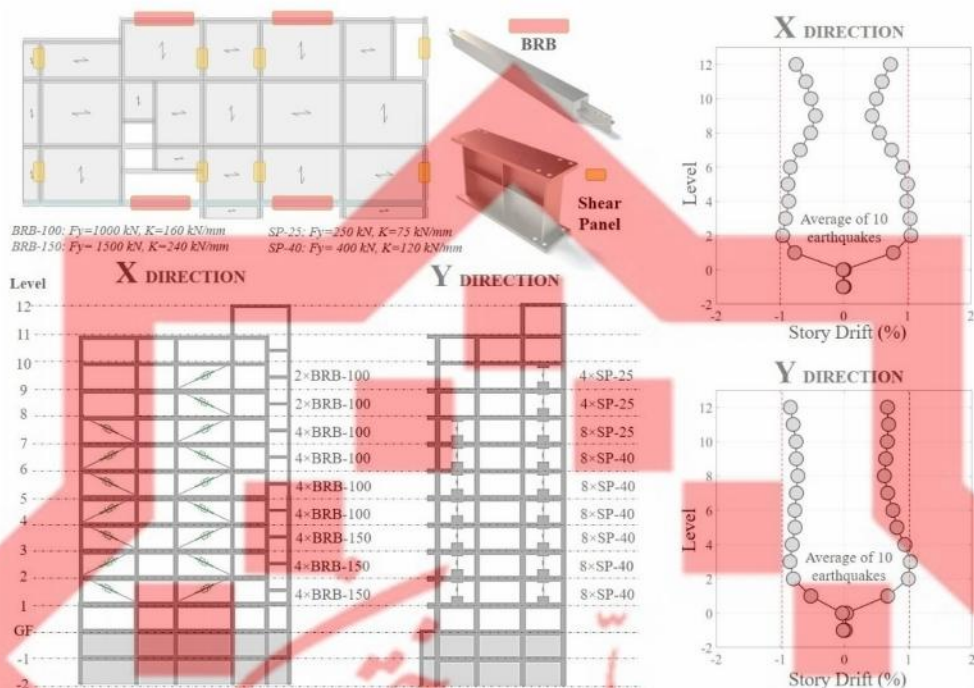 BRB
Shear
Panel
BRB-100: Fy=1000 kN, K=160 kN/mm
BRB-150: Fy= 1500 kN, K=240 kN/mm
SP-25: Fy=250 kN, K=75 kN/mm
SP-40: Fy= 400 kN, K=120 kN/mm
X DIRECTION
Level
12
11
10
9
8
7
6
5
4
3
2
1
GF
-1
-2
2×BRB-100
2×BRB-100
4×BRB-100
4×BRB-100
4×BRB-100
4×BRB-100
4×BRB-150
4×BRB-150
4×BRB-150
Y DIRECTION
4×SP-25
4×SP-25
8×SP-25
8×SP-40
8×SP-40
8×SP-40
8×SP-40
8×SP-40
8×SP-40
X DIRECTION
12
10
8
6
4
2
0
-2
Level
Average of 10
earthquakes
-2 -1 0 1 2
Story Drift (%)
Y DIRECTION
12
10
8
6
4
2
0
-2
Level
Average of 10
earthquakes
-2 -1 0 1 2
Story Drift (%)